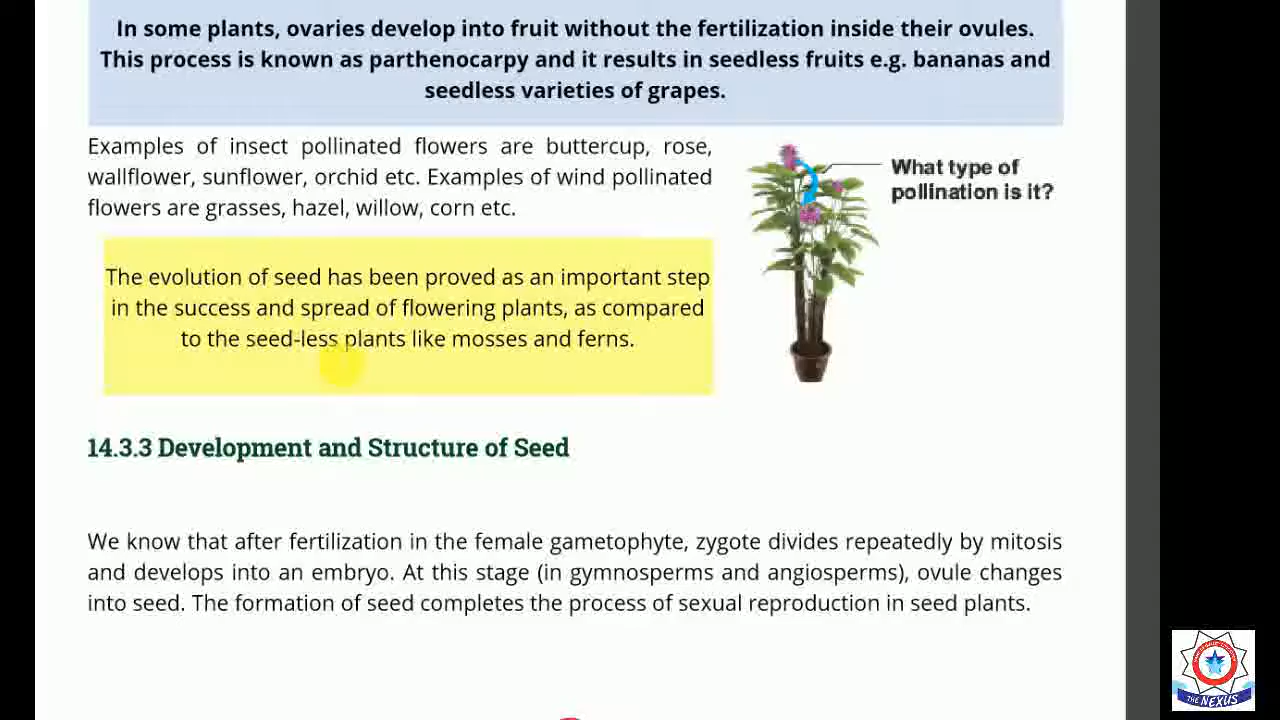 In some plants, ovaries develop into fruit without the fertilization inside their ovules.
This process is known as parthenocarpy and it results in seedless fruits e.g. bananas and
seedless varieties of grapes.
Examples of insect pollinated flowers are buttercup, rose,
wallflower, sunflower, orchid etc. Examples of wind pollinated
flowers are grasses, hazel, willow, corn etc.
What type of
pollination is it?
The evolution of seed has been proved as an important step
in the success and spread of flowering plants, as compared
to the seed-less plants like mosses and ferns.
14.3.3 Development and Structure of Seed
We know that after fertilization in the female gametophyte, zygote divides repeatedly by mitosis
and develops into an embryo. At this stage (in gymnosperms and angiosperms), ovule changes
into seed. The formation of seed completes the process of sexual reproduction in seed plants.
THE NEXUS